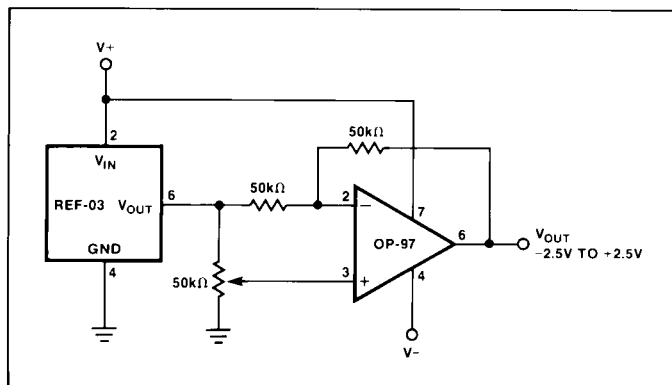 V+
2
50kΩ
VIN
6
REF-03
VOUT
50kΩ
2
−
7
OP-97
6
VOUT
−2.5V TO +2.5V
GND
4
50kΩ
3
+
4
V−